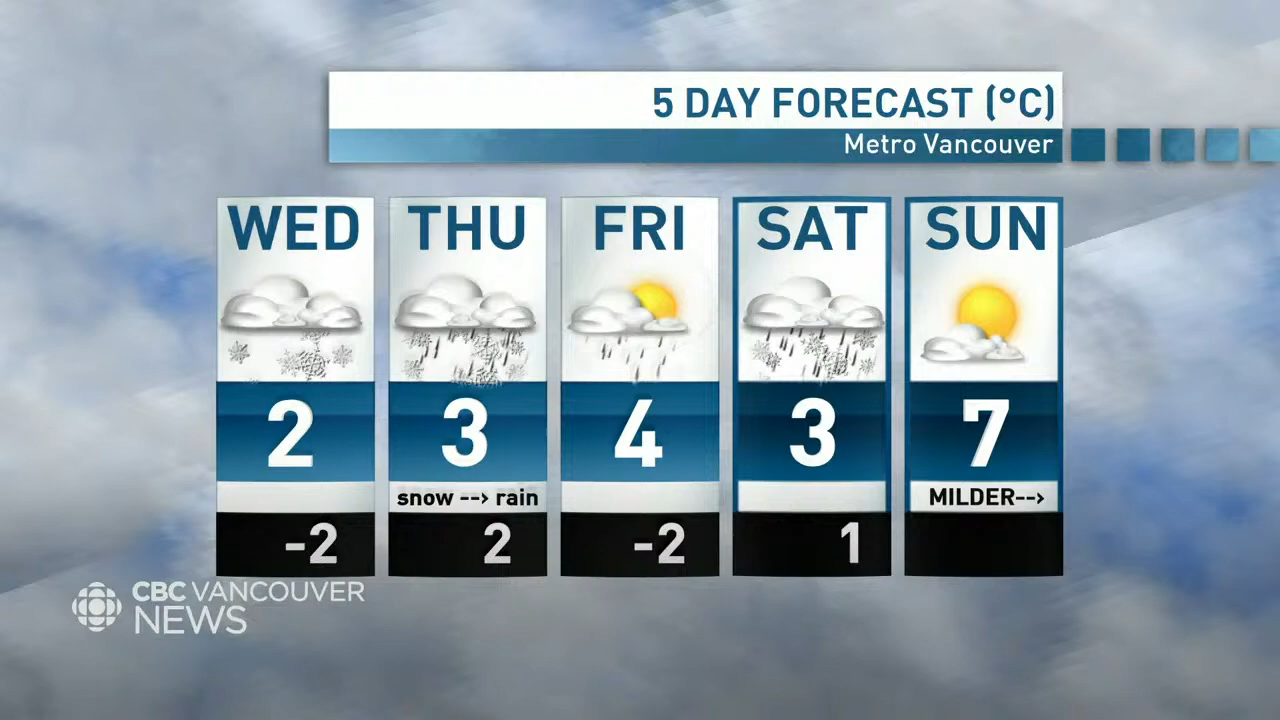 5 DAY FORECAST (°C)
Metro Vancouver
WED THU FRI SAT SUN
2 3 4 3 7
snow --> rain MILDER-->
-2 2 -2 1
CBC VANCOUVER
NEWS